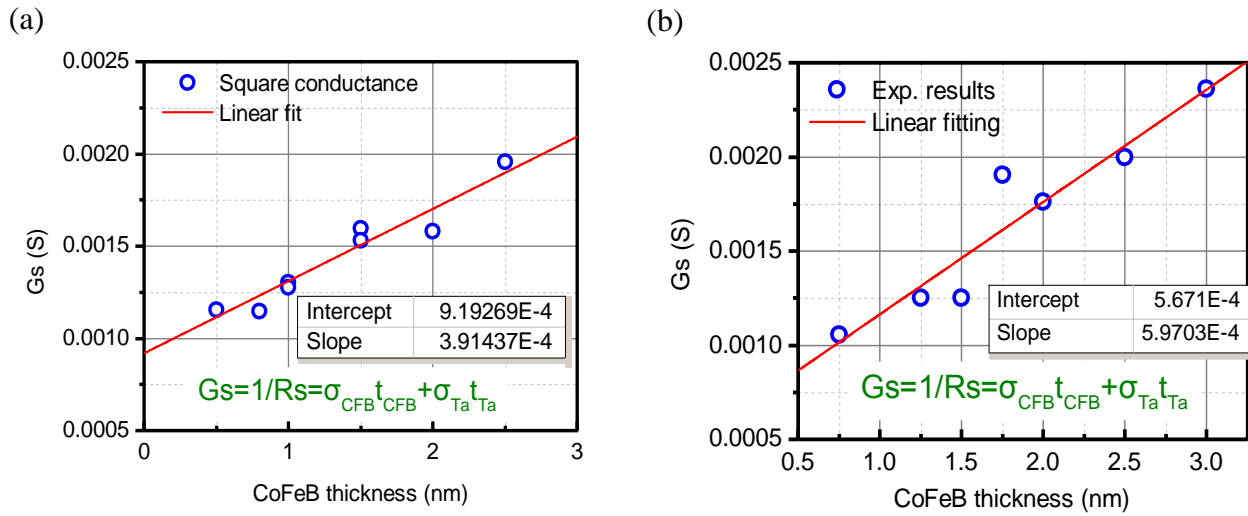 (a)
Gs (S)
0.0025
0.0020
0.0015
0.0010
0.0005
Square conductance
Linear fit
Intercept 9.19269E-4
Slope 3.91437E-4
Gs=1/Rs=σCFBtCFB+σTatTa
0 1 2 3
CoFeB thickness (nm)
(b)
Gs (S)
0.0025
0.0020
0.0015
0.0010
0.0005
Exp. results
Linear fitting
Intercept 5.671E-4
Slope 5.9703E-4
Gs=1/Rs=σCFBtCFB+σTatTa
0.5 1.0 1.5 2.0 2.5 3.0
CoFeB thickness (nm)